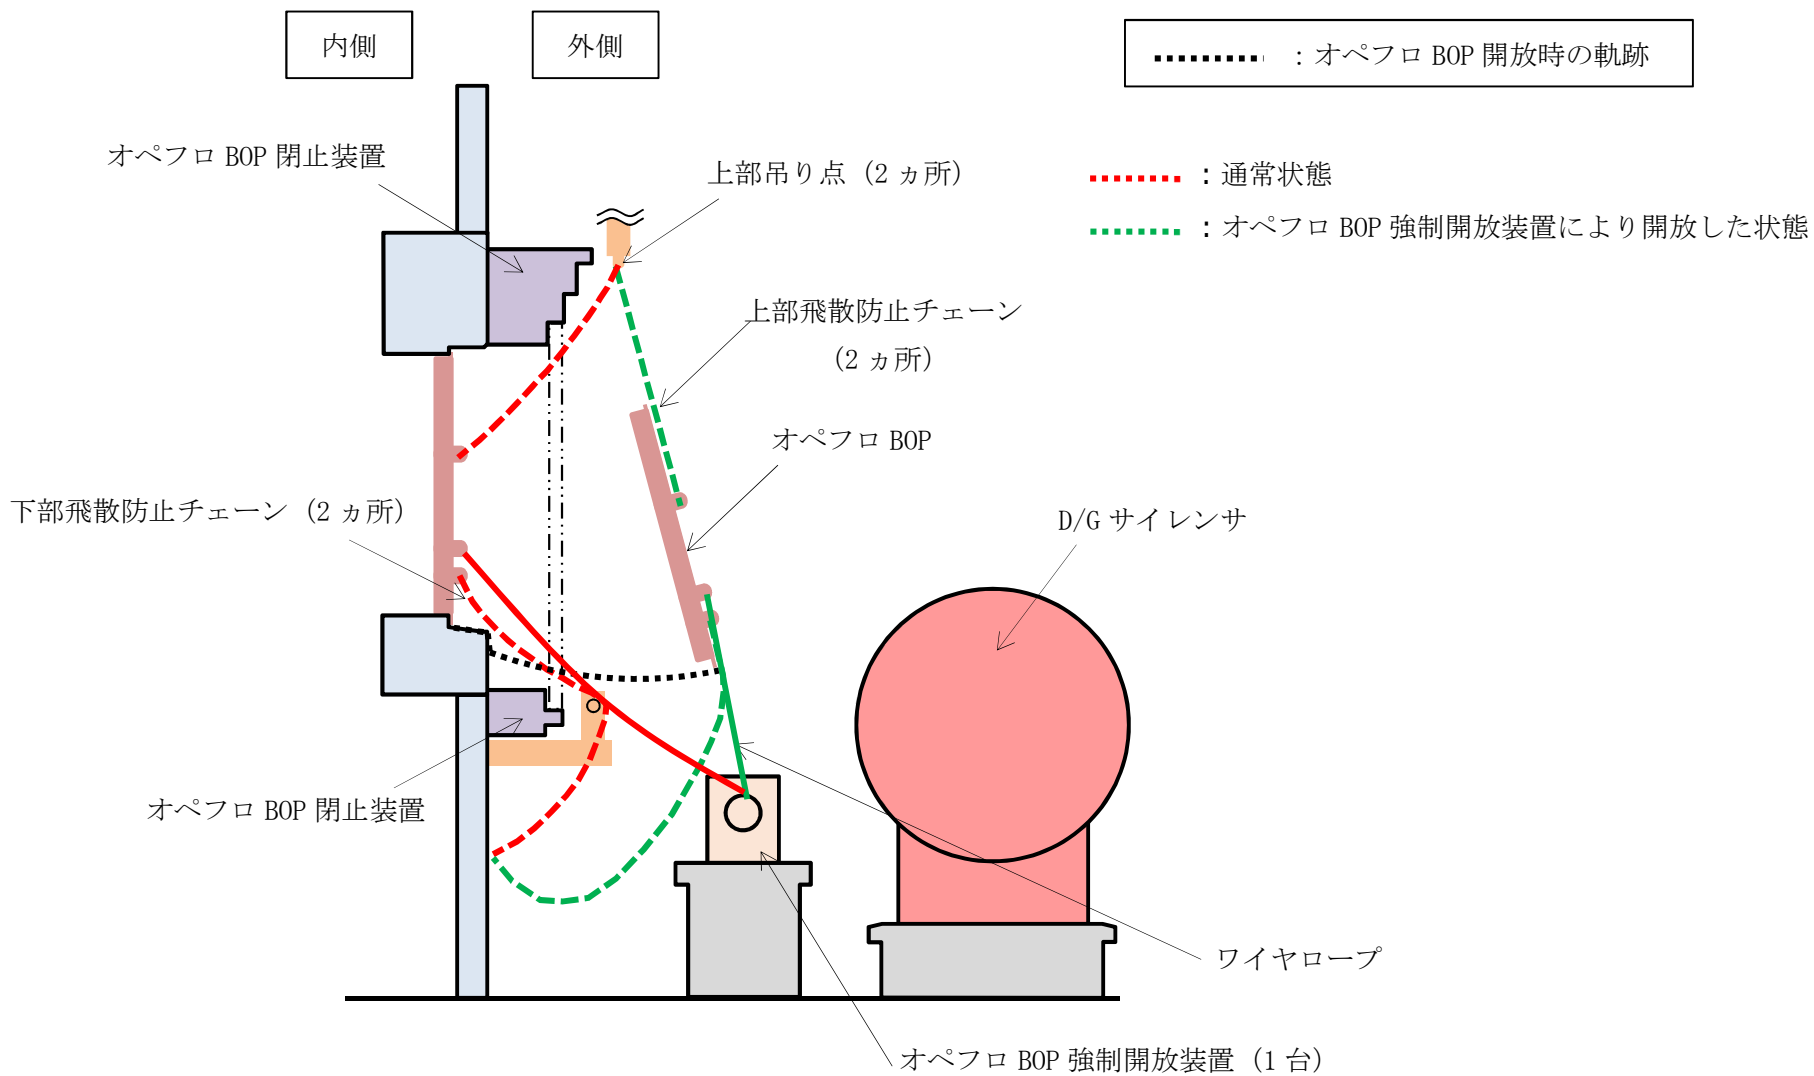 内側
外側
：オペフロ BOP 開放時の軌跡
オペフロ BOP 閉止装置
上部吊り点（2 ヵ所）
：通常状態
：オペフロ BOP 強制開放装置により開放した状態
上部飛散防止チェーン
（2 ヵ所）
オペフロ BOP
下部飛散防止チェーン（2 ヵ所）
D/G サイレンサ
オペフロ BOP 閉止装置
ワイヤロープ
オペフロ BOP 強制開放装置（1 台）